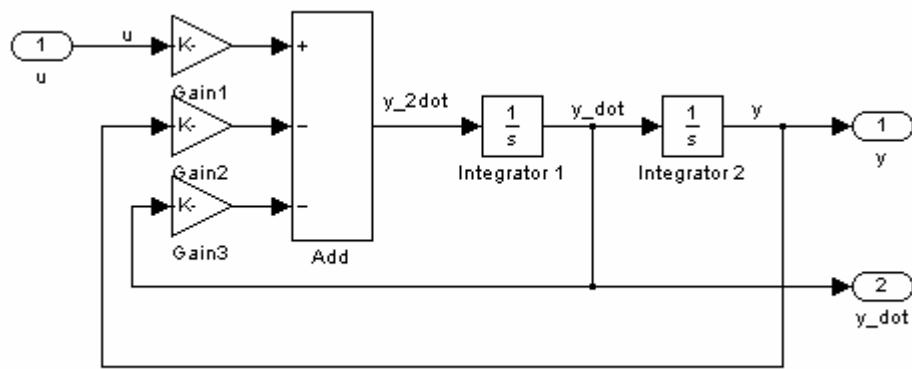 1
u
u
K-
Gain1
K-
Gain2
K-
Gain3
+
−
−
Add
y_2dot
1
s
Integrator 1
y_dot
1
s
Integrator 2
y
1
y
2
y_dot